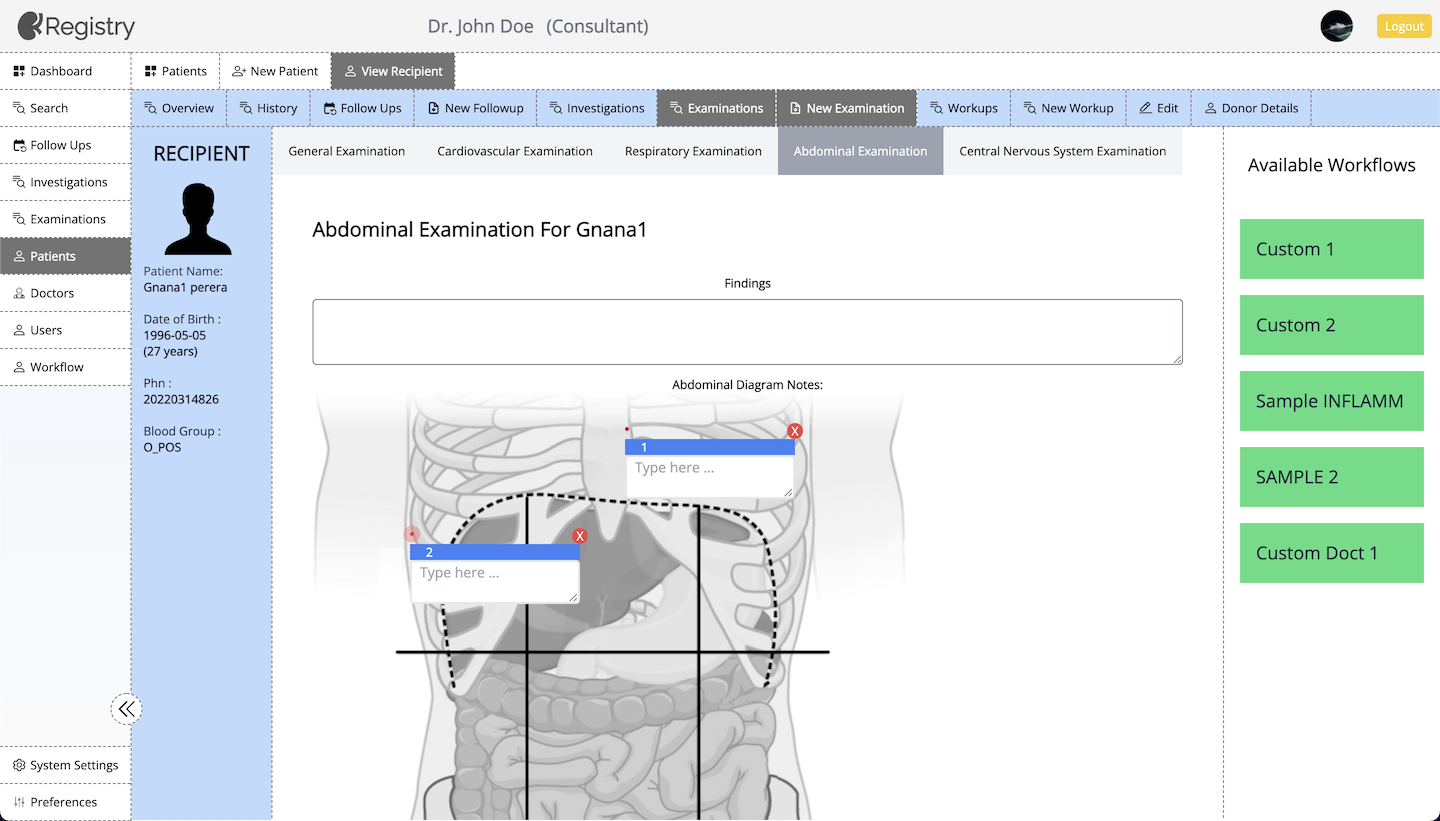 Registry
Dr. John Doe (Consultant)
Logout
Dashboard
Patients
New Patient
View Recipient
Search
Overview
History
Follow Ups
New Followup
Investigations
Examinations
New Examination
Workups
New Workup
Edit
Donor Details
Follow Ups
Investigations
Examinations
Patients
Doctors
Users
Workflow
System Settings
Preferences
RECIPIENT
Patient Name:
Gnana1 perera
Date of Birth :
1996-05-05
(27 years)
Phn :
20220314826
Blood Group :
O_POS
General Examination
Cardiovascular Examination
Respiratory Examination
Abdominal Examination
Central Nervous System Examination
Abdominal Examination For Gnana1
Findings
Abdominal Diagram Notes:
X
1
Type here ...
X
2
Type here ...
Available Workflows
Custom 1
Custom 2
Sample INFLAMM
SAMPLE 2
Custom Doct 1